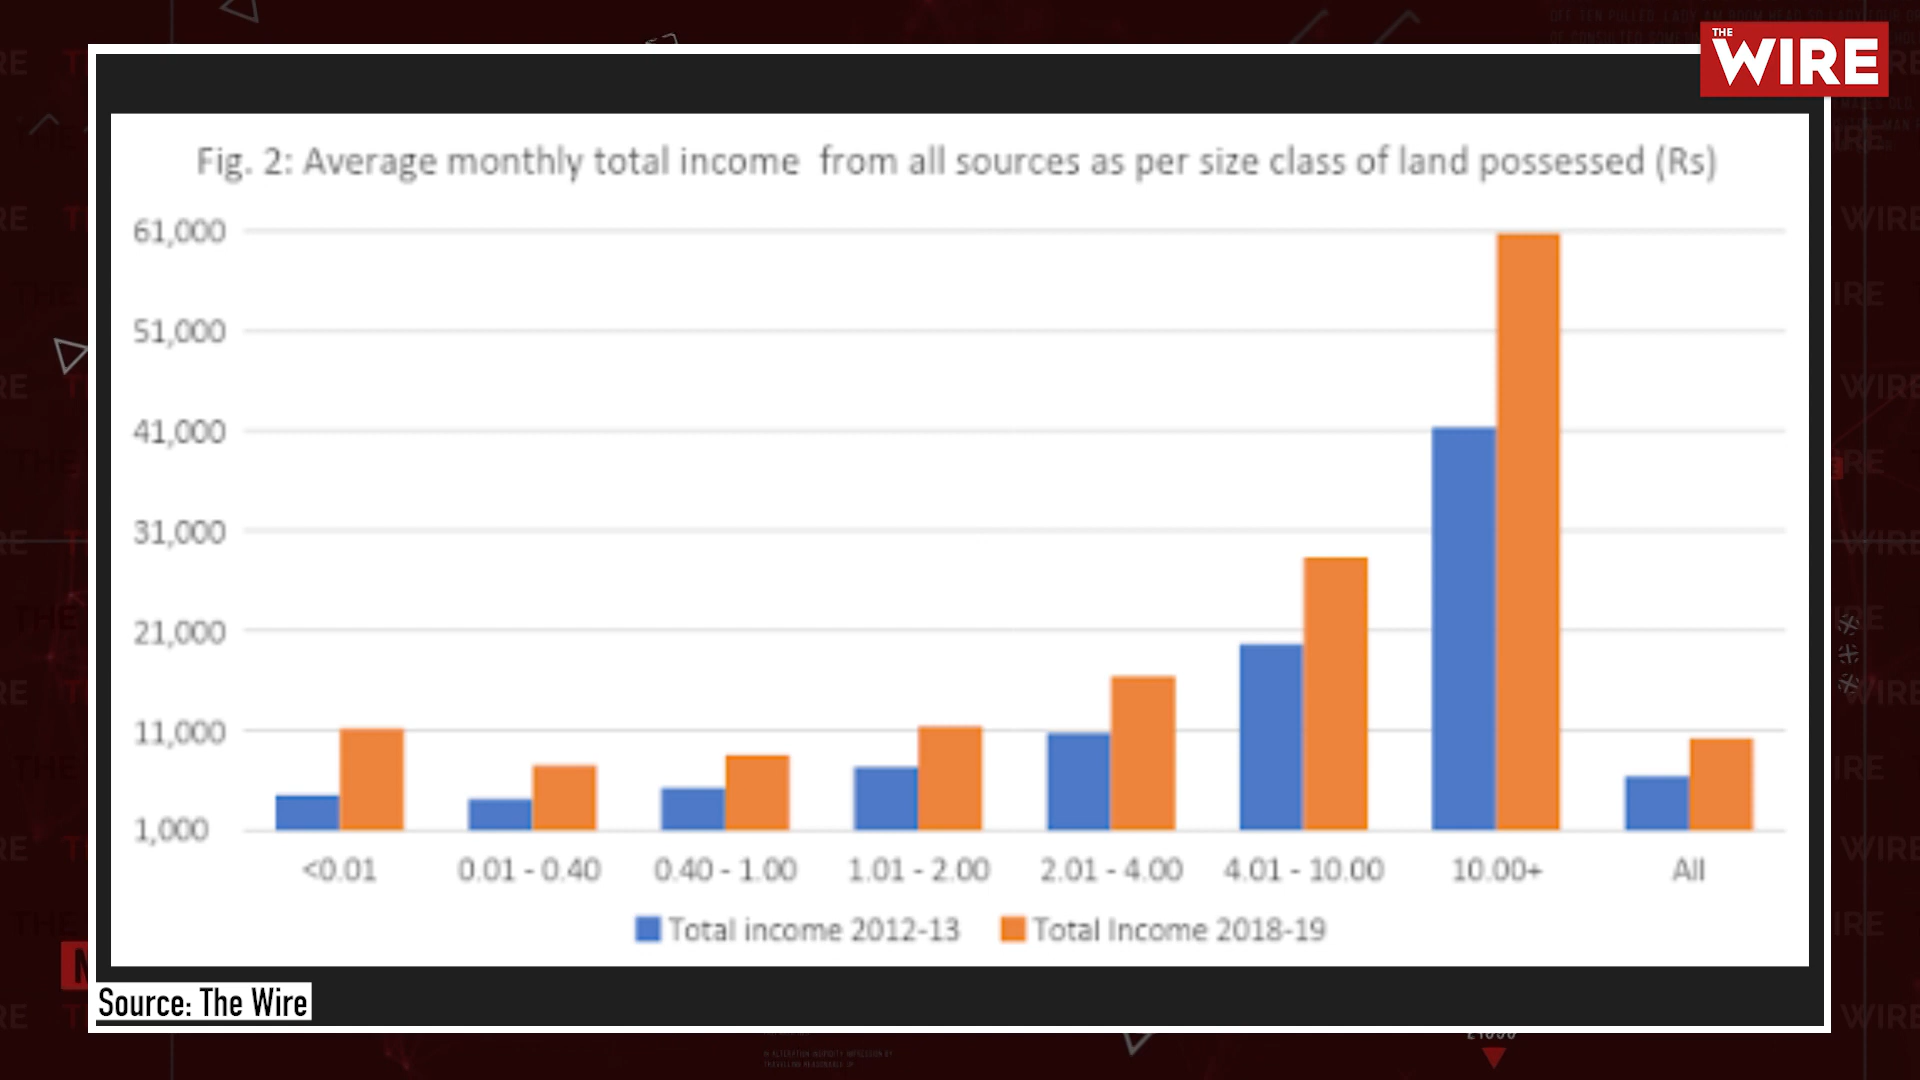 THE
WIRE
Fig. 2: Average monthly total income from all sources as per size class of land possessed (Rs)
61,000
51,000
41,000
31,000
21,000
11,000
1,000
<0.01
0.01 - 0.40
0.40 - 1.00
1.01 - 2.00
2.01 - 4.00
4.01 - 10.00
10.00+
All
Total income 2012-13
Total Income 2018-19
Source: The Wire